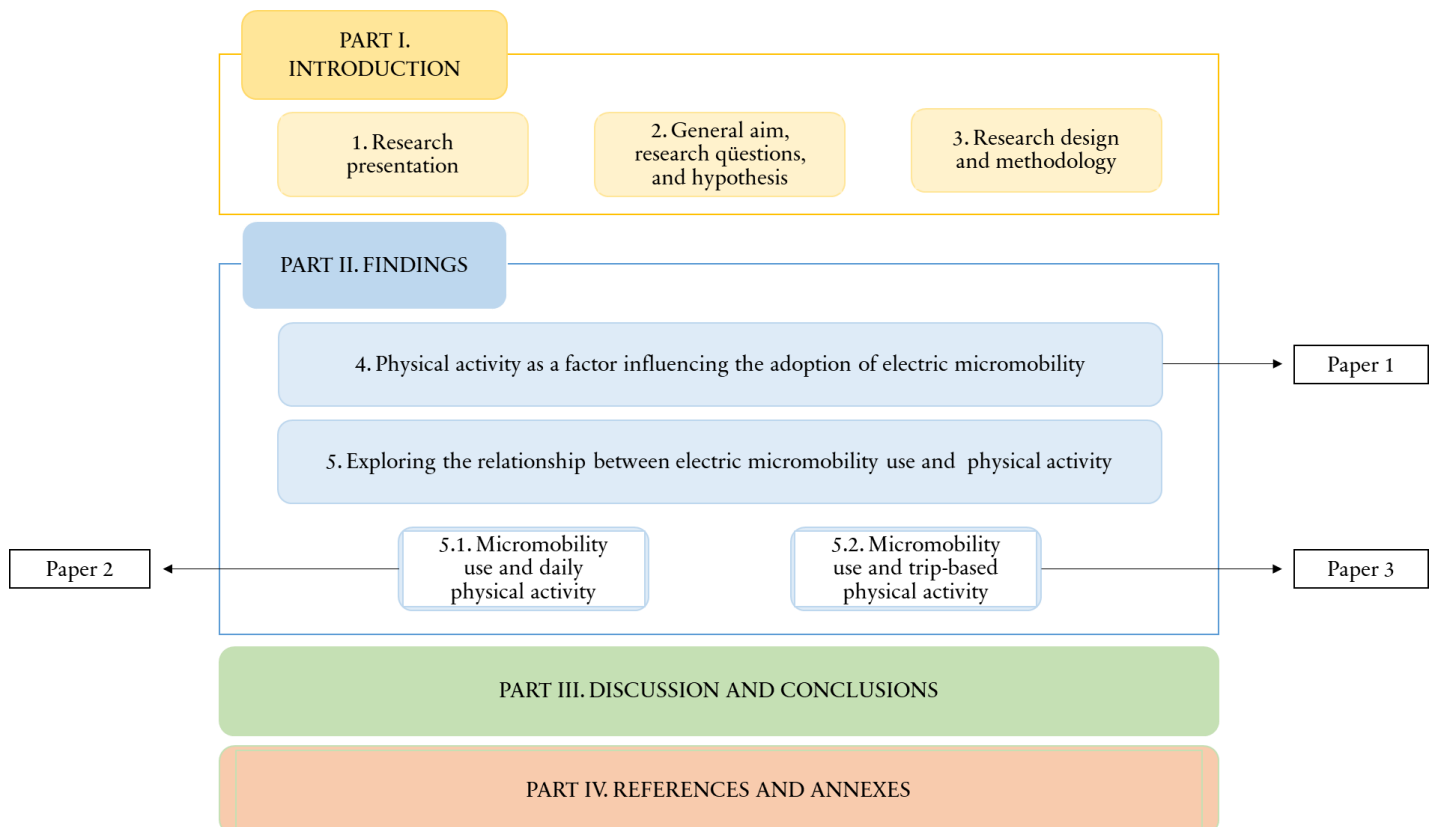 PART I.
INTRODUCTION
1. Research
presentation
2. General aim,
research qüestions,
and hypothesis
3. Research design
and methodology
PART II. FINDINGS
4. Physical activity as a factor influencing the adoption of electric micromobility
Paper 1
5. Exploring the relationship between electric micromobility use and physical activity
Paper 2
5.1. Micromobility
use and daily
physical activity
5.2. Micromobility
use and trip-based
physical activity
Paper 3
PART III. DISCUSSION AND CONCLUSIONS
PART IV. REFERENCES AND ANNEXES